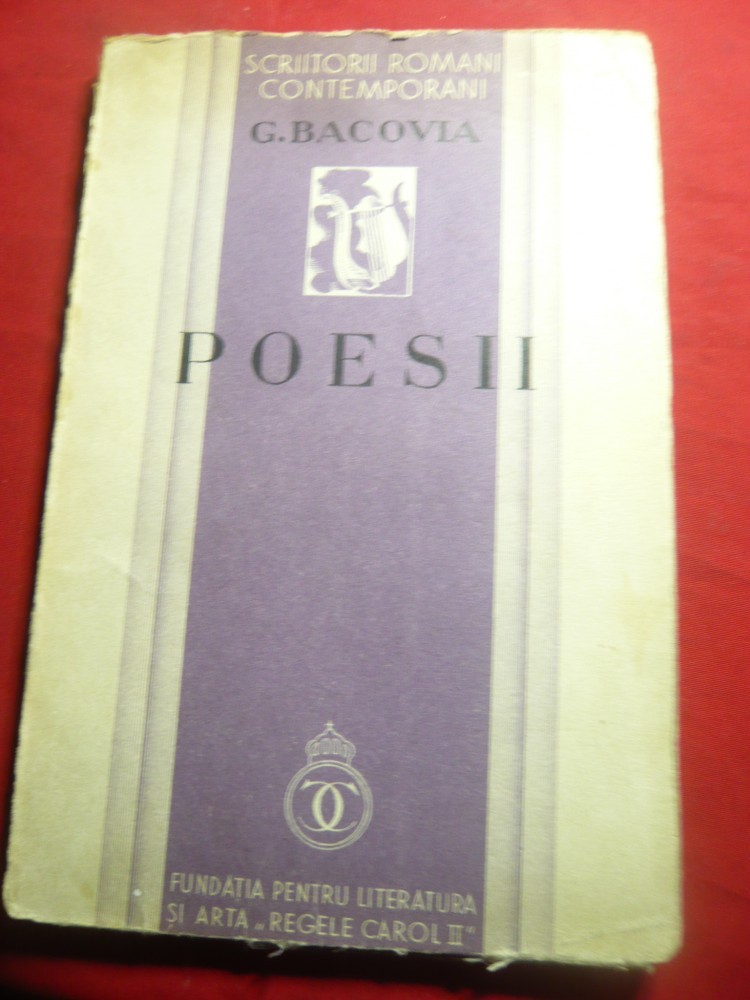 SCRIITORII ROMANI
CONTEMPORANI
G. BACOVIA
POESII
FUNDAȚIA PENTRU LITERATURA
ȘI ARTA „REGELE CAROL II"